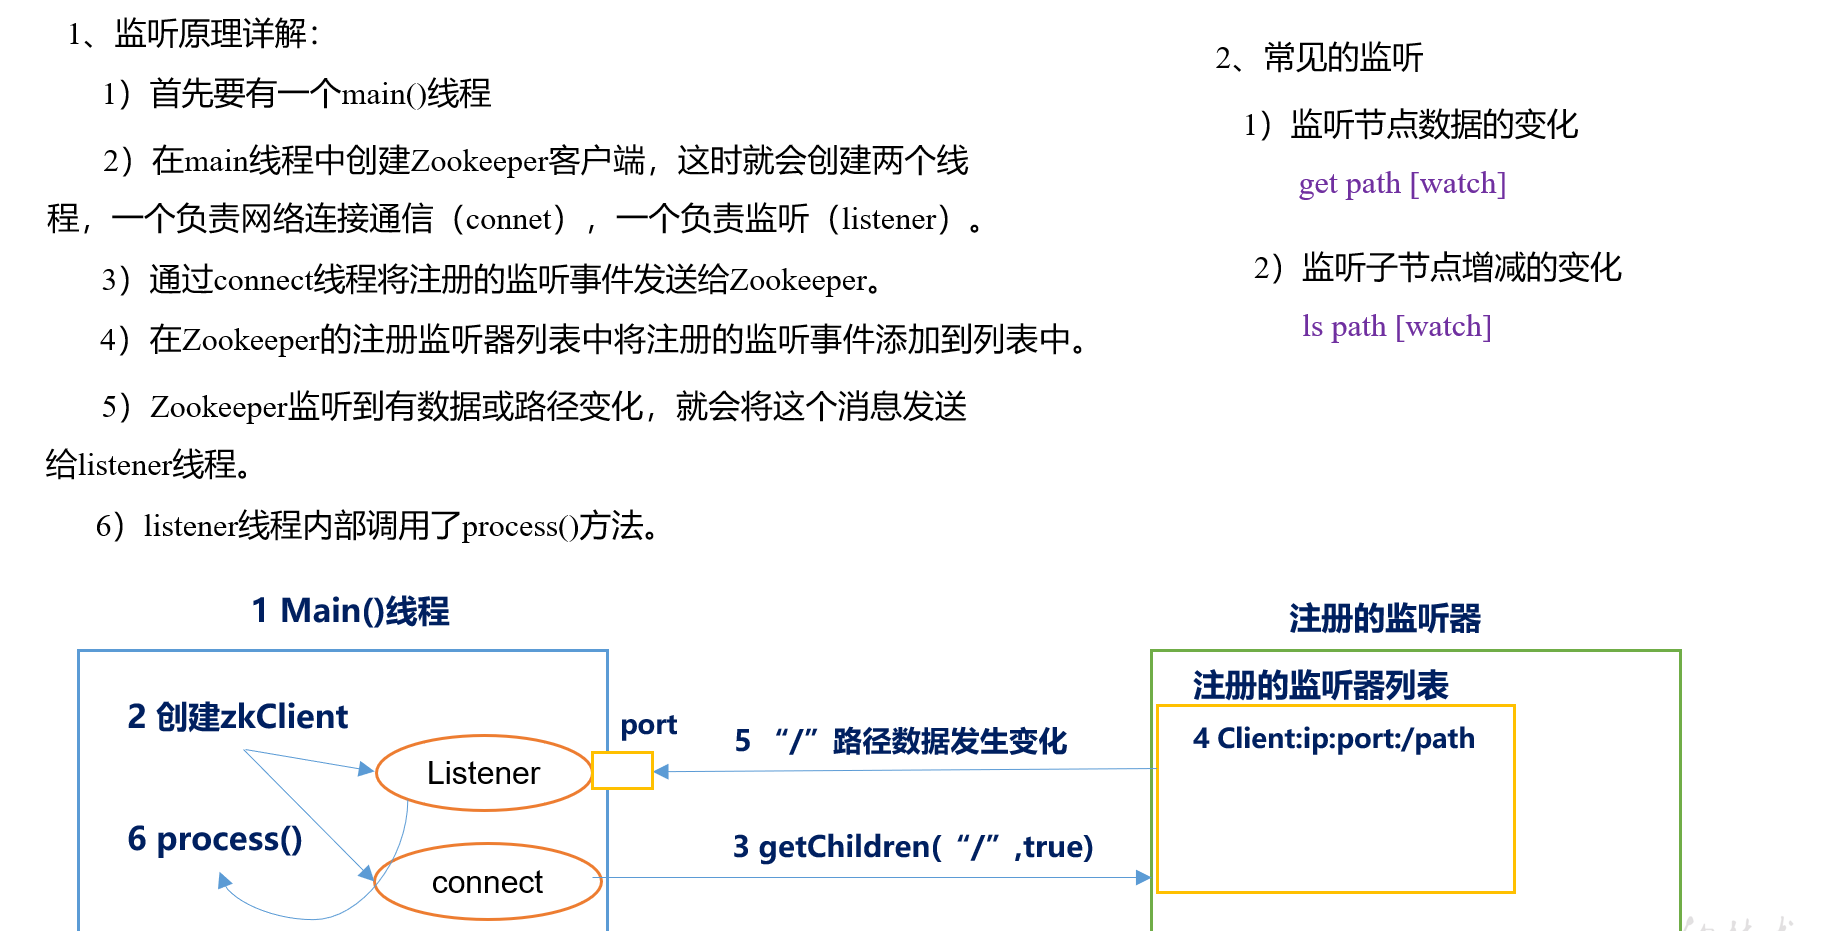 1、监听原理详解：
1）首先要有一个main()线程
2）在main线程中创建Zookeeper客户端，这时就会创建两个线
程，一个负责网络连接通信（connet），一个负责监听（listener）。
3）通过connect线程将注册的监听事件发送给Zookeeper。
4）在Zookeeper的注册监听器列表中将注册的监听事件添加到列表中。
5）Zookeeper监听到有数据或路径变化，就会将这个消息发送
给listener线程。
6）listener线程内部调用了process()方法。
2、常见的监听
1）监听节点数据的变化
get path [watch]
2）监听子节点增减的变化
ls path [watch]
1 Main()线程
2 创建zkClient
Listener
6 process()
connect
port
5 “/”路径数据发生变化
3 getChildren(“/”,true)
注册的监听器
注册的监听器列表
4 Client:ip:port:/path